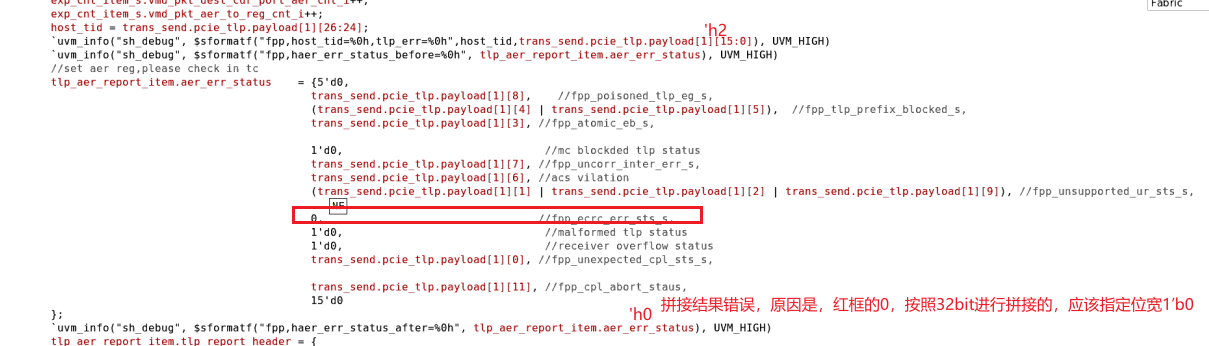 exp_cnt_item_s.vmd_pkt_dest_cdr_port_aer_cnt_i++;
Fabric
exp_cnt_item_s.vmd_pkt_aer_to_reg_cnt_i++;
host_tid = trans_send.pcie_tlp.payload[1][26:24];
'h2
`uvm_info("sh_debug", $sformatf("fpp,host_tid=%0h,tlp_err=%0h",host_tid,trans_send.pcie_tlp.payload[1][15:0]), UVM_HIGH)
`uvm_info("sh_debug", $sformatf("fpp,haer_err_status_before=%0h", tlp_aer_report_item.aer_err_status), UVM_HIGH)
//set aer reg,please check in tc
tlp_aer_report_item.aer_err_status = {5'd0,
trans_send.pcie_tlp.payload[1][8], //fpp_poisoned_tlp_eg_s,
(trans_send.pcie_tlp.payload[1][4] | trans_send.pcie_tlp.payload[1][5]), //fpp_tlp_prefix_blocked_s,
trans_send.pcie_tlp.payload[1][3], //fpp_atomic_eb_s,
1'd0, //mc blockded tlp status
trans_send.pcie_tlp.payload[1][7], //fpp_uncorr_inter_err_s,
trans_send.pcie_tlp.payload[1][6], //acs vilation
(trans_send.pcie_tlp.payload[1][1] | trans_send.pcie_tlp.payload[1][2] | trans_send.pcie_tlp.payload[1][9]), //fpp_unsupported_ur_sts_s,
0, //fpp_ecrc_err_sts_s,
1'd0, //malformed tlp status
1'd0, //receiver overflow status
trans_send.pcie_tlp.payload[1][0], //fpp_unexpected_cpl_sts_s,
trans_send.pcie_tlp.payload[1][11], //fpp_cpl_abort_staus,
15'd0
'h0 拼接结果错误，原因是，红框的0，按照32bit进行拼接的，应该指定位宽1’b0
};
`uvm_info("sh_debug", $sformatf("fpp,haer_err_status_after=%0h", tlp_aer_report_item.aer_err_status), UVM_HIGH)
tlp_aer_report_item.tlp_report_header = {